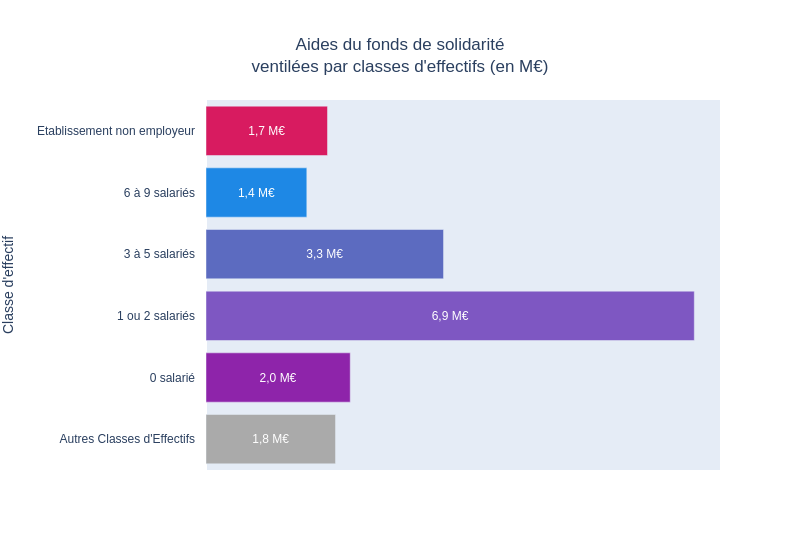 Aides du fonds de solidarité
ventilées par classes d'effectifs (en M€)
Classe d'effectif
Etablissement non employeur
1,7 M€
6 à 9 salariés
1,4 M€
3 à 5 salariés
3,3 M€
1 ou 2 salariés
6,9 M€
0 salarié
2,0 M€
Autres Classes d'Effectifs
1,8 M€